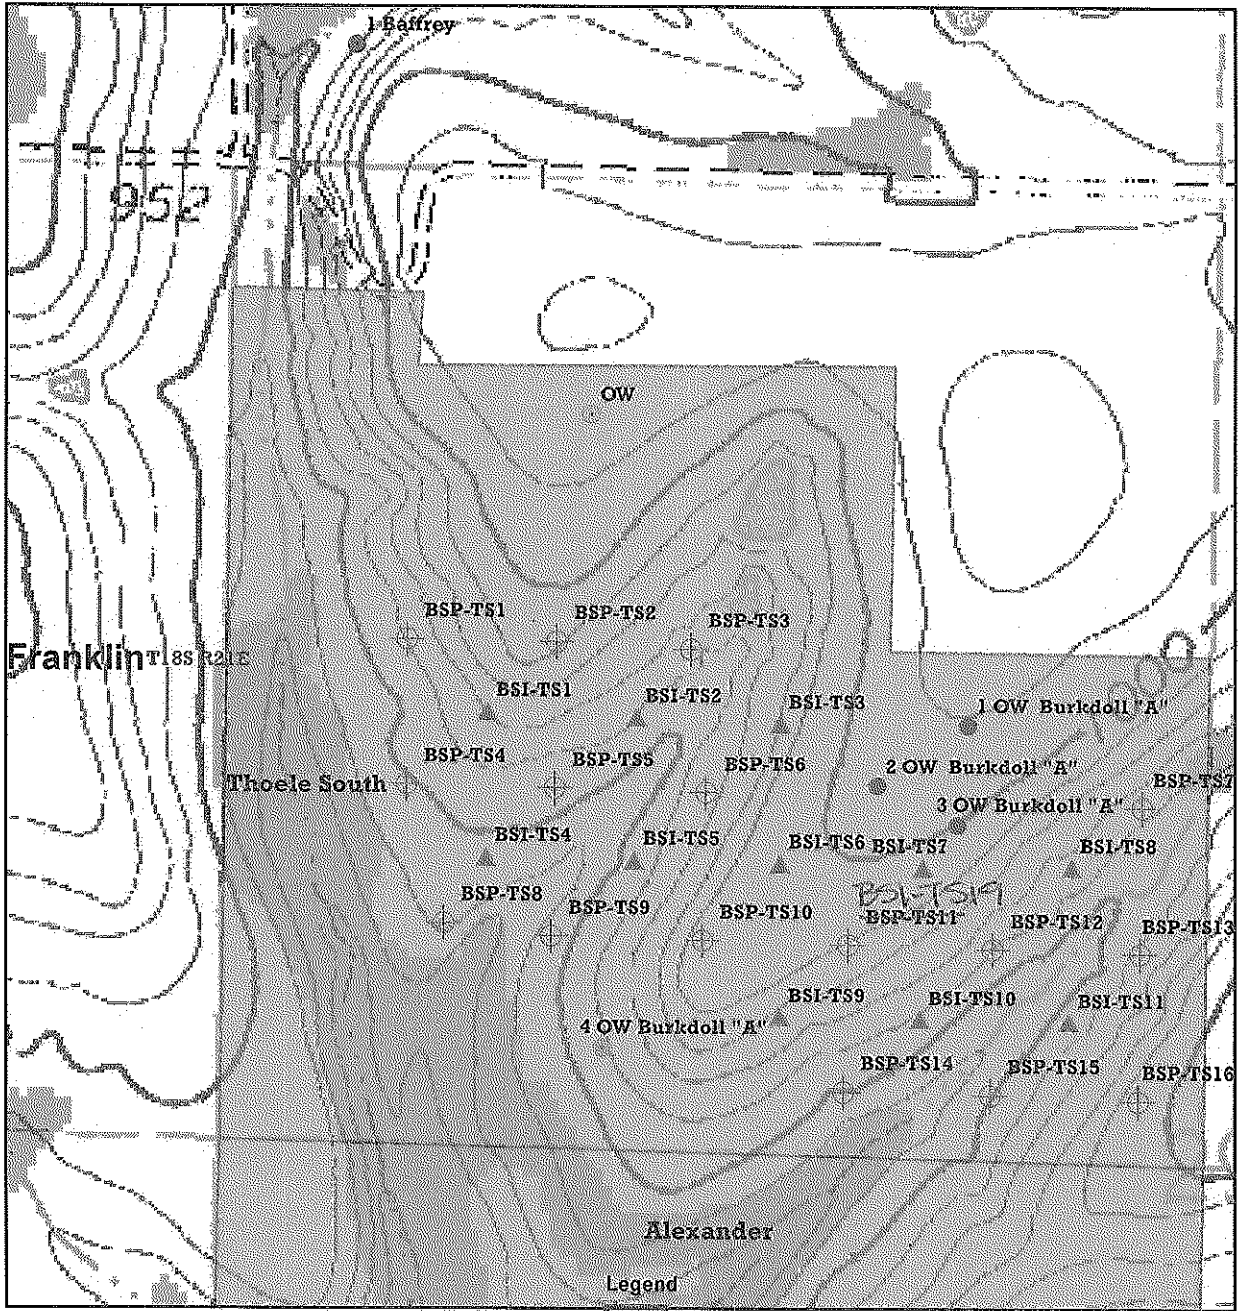 1 Baffrey
952
OW
BSP-TS1
BSP-TS2
BSP-TS3
Franklin T18S R21E
BSI-TS1
BSI-TS2
BSI-TS3
1 OW Burkdoll "A"
BSP-TS4
BSP-TS5
BSP-TS6
2 OW Burkdoll "A"
BSP-TS7
Thoele South
3 OW Burkdoll "A"
BSI-TS4
BSI-TS5
BSI-TS6
BSI-TS7
BSI-TS8
BSI-TS19
BSP-TS8
BSP-TS9
BSP-TS10
BSP-TS11
BSP-TS12
BSP-TS13
BSI-TS9
BSI-TS10
BSI-TS11
4 OW Burkdoll "A"
BSP-TS14
BSP-TS15
BSP-TS16
Alexander
Legend